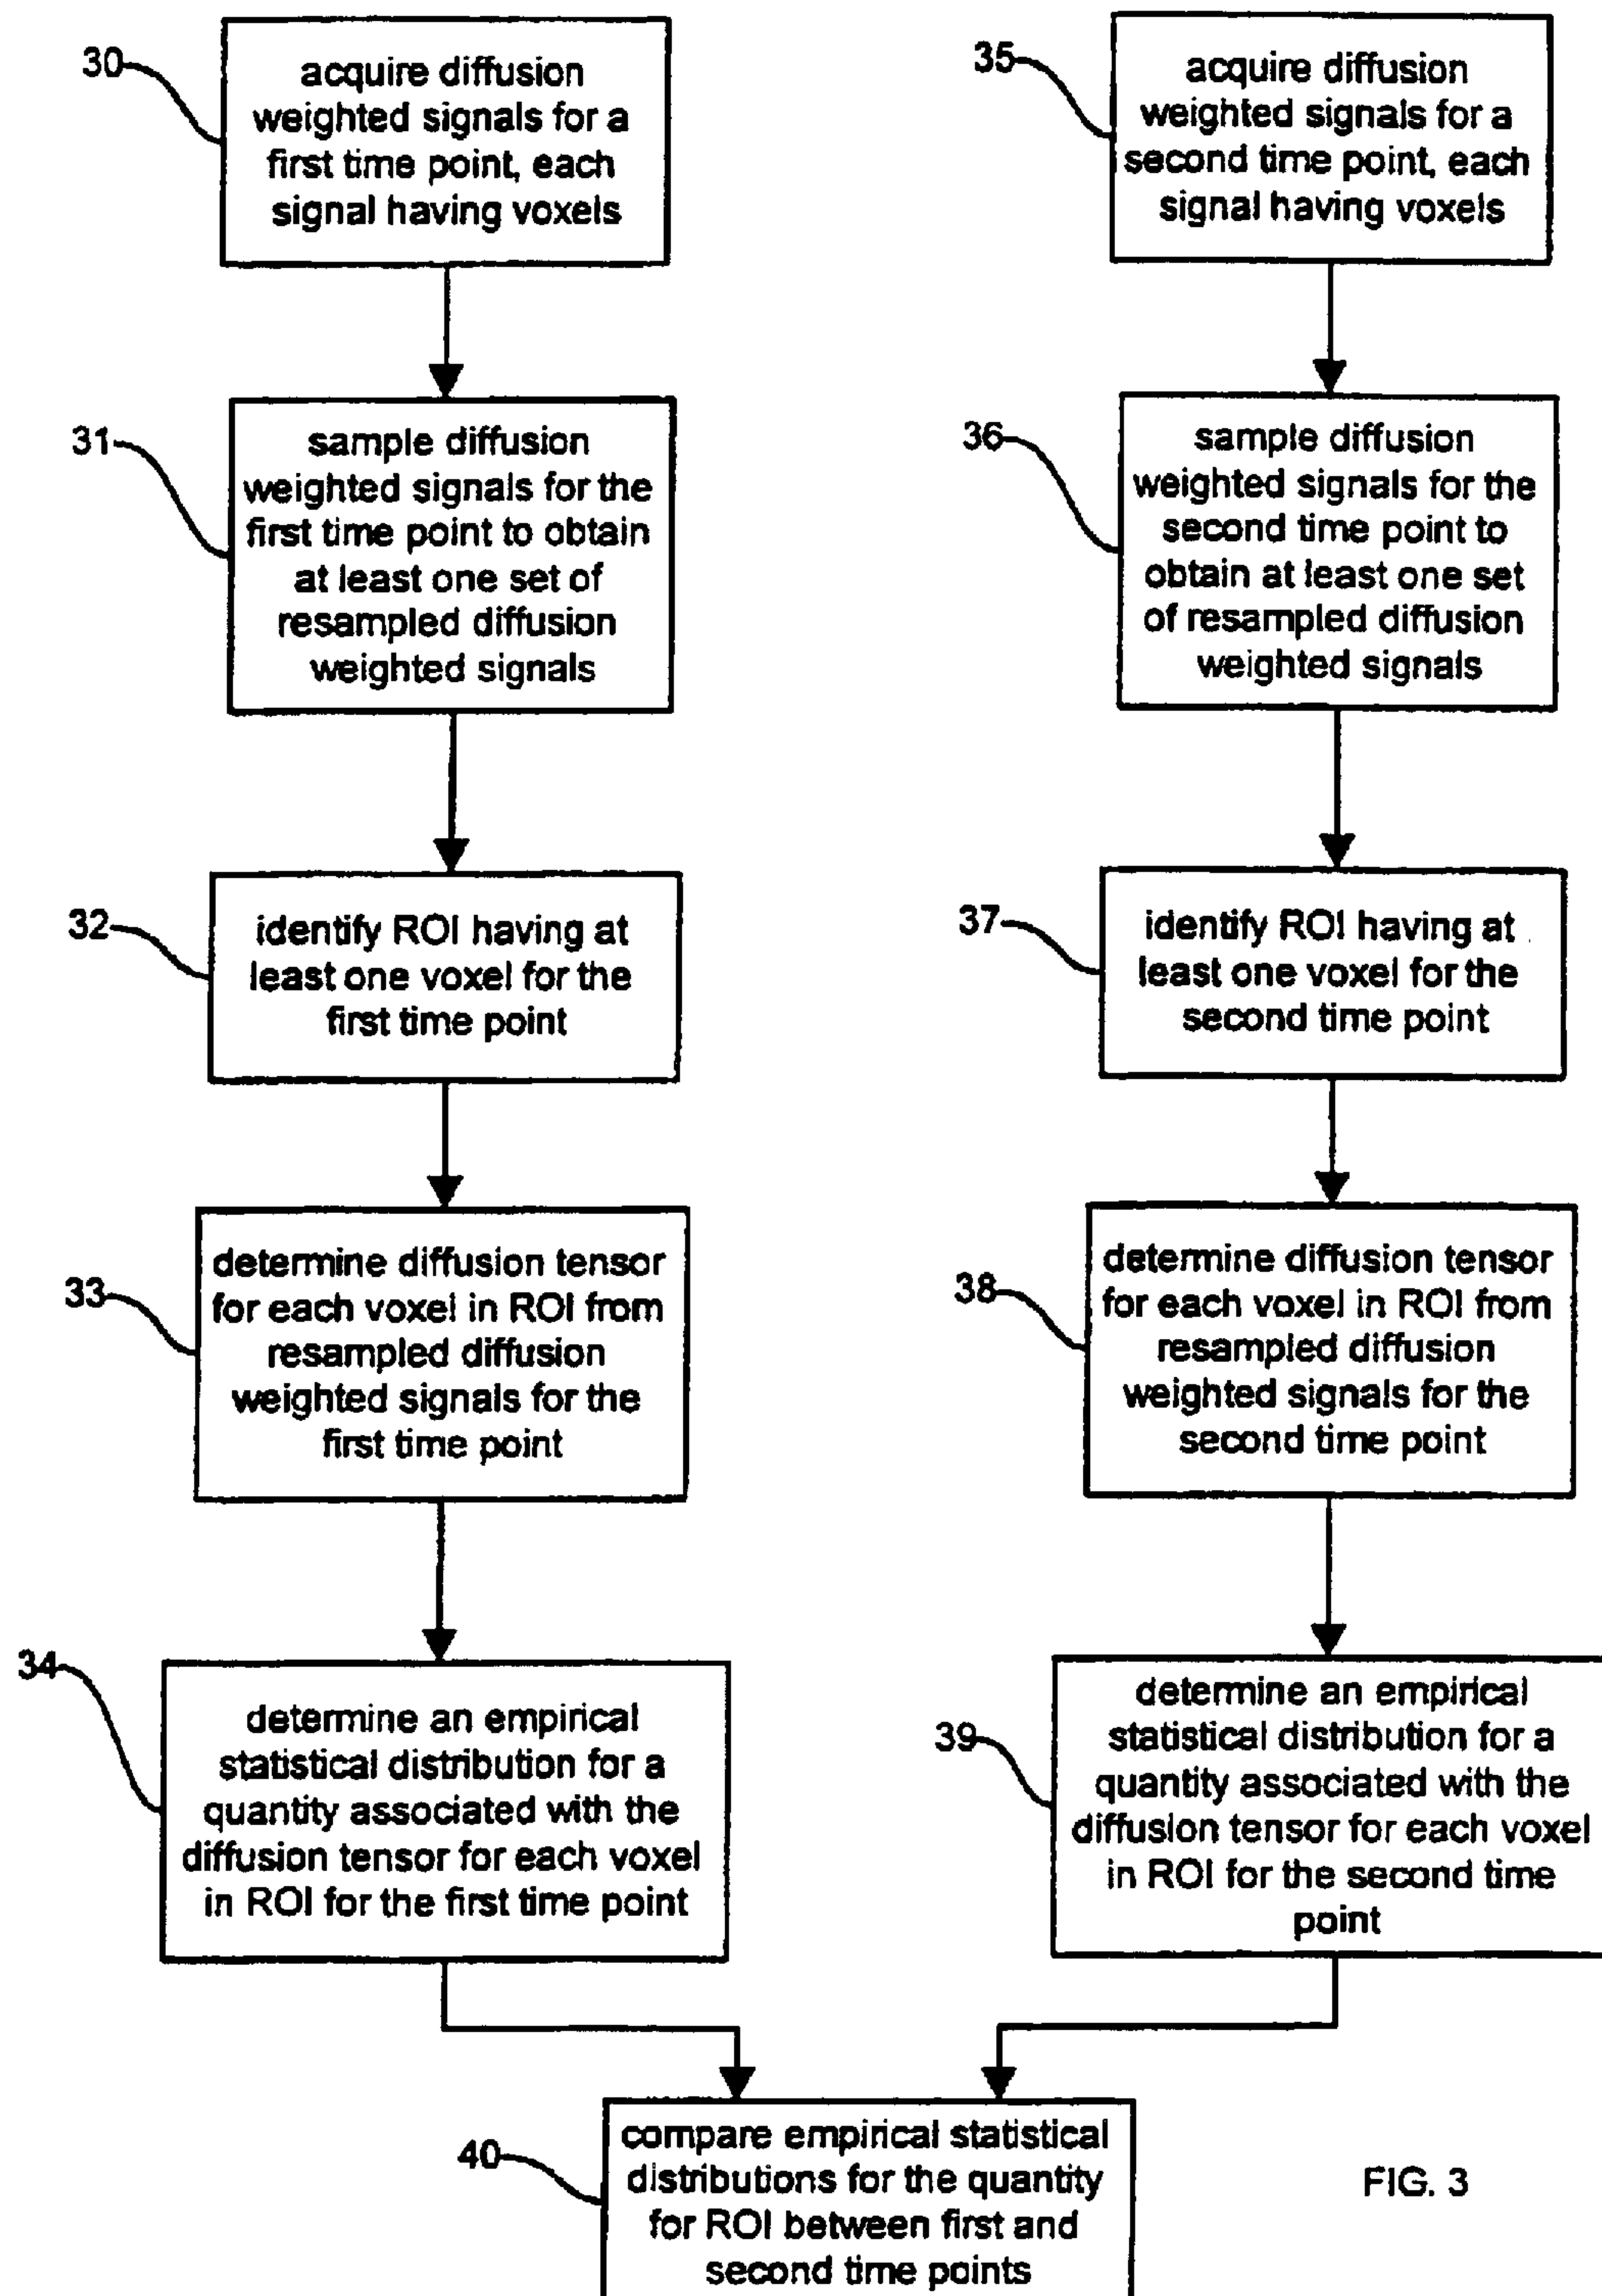 30
acquire diffusion
weighted signals for a
first time point, each
signal having voxels
31
sample diffusion
weighted signals for the
first time point to obtain
at least one set of
resampled diffusion
weighted signals
32
identify ROI having at
least one voxel for the
first time point
33
determine diffusion tensor
for each voxel in ROI from
resampled diffusion
weighted signals for the
first time point
34
determine an empirical
statistical distribution for a
quantity associated with the
diffusion tensor for each voxel
in ROI for the first time point
35
acquire diffusion
weighted signals for a
second time point, each
signal having voxels
36
sample diffusion
weighted signals for the
second time point to
obtain at least one set
of resampled diffusion
weighted signals
37
identify ROI having at
least one voxel for the
second time point
38
determine diffusion tensor
for each voxel in ROI from
resampled diffusion
weighted signals for the
second time point
39
determine an empirical
statistical distribution for a
quantity associated with the
diffusion tensor for each voxel
in ROI for the second time
point
40
compare empirical statistical
distributions for the quantity
for ROI between first and
second time points
FIG. 3